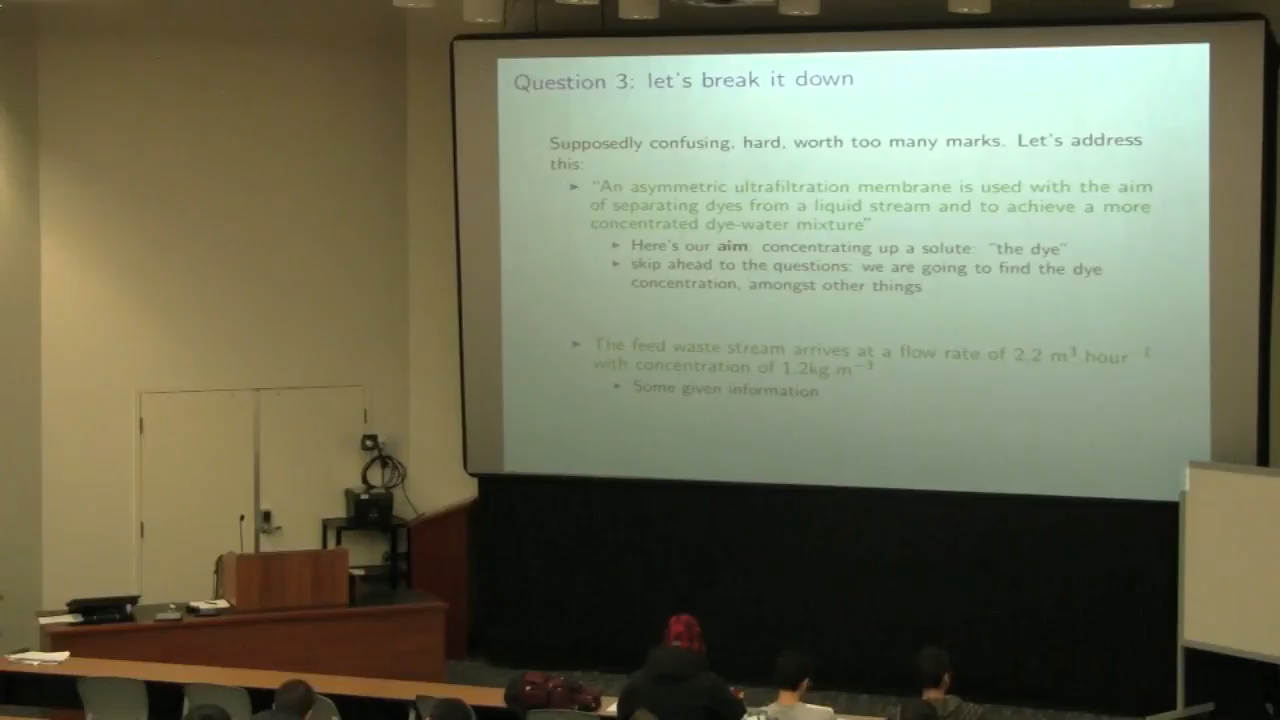 Question 3: let's break it down
Supposedly confusing, hard, worth too many marks. Let's address
this:
► "An asymmetric ultrafiltration membrane is used with the aim
of separating dyes from a liquid stream and to achieve a more
concentrated dye-water mixture"
► Here's our aim: concentrating up a solute: "the dye"
► skip ahead to the questions: we are going to find the dye
concentration, amongst other things
► The feed waste stream arrives at a flow rate of 2.2 m³ hour⁻¹
with concentration of 1.2kg m⁻³
► Some given information